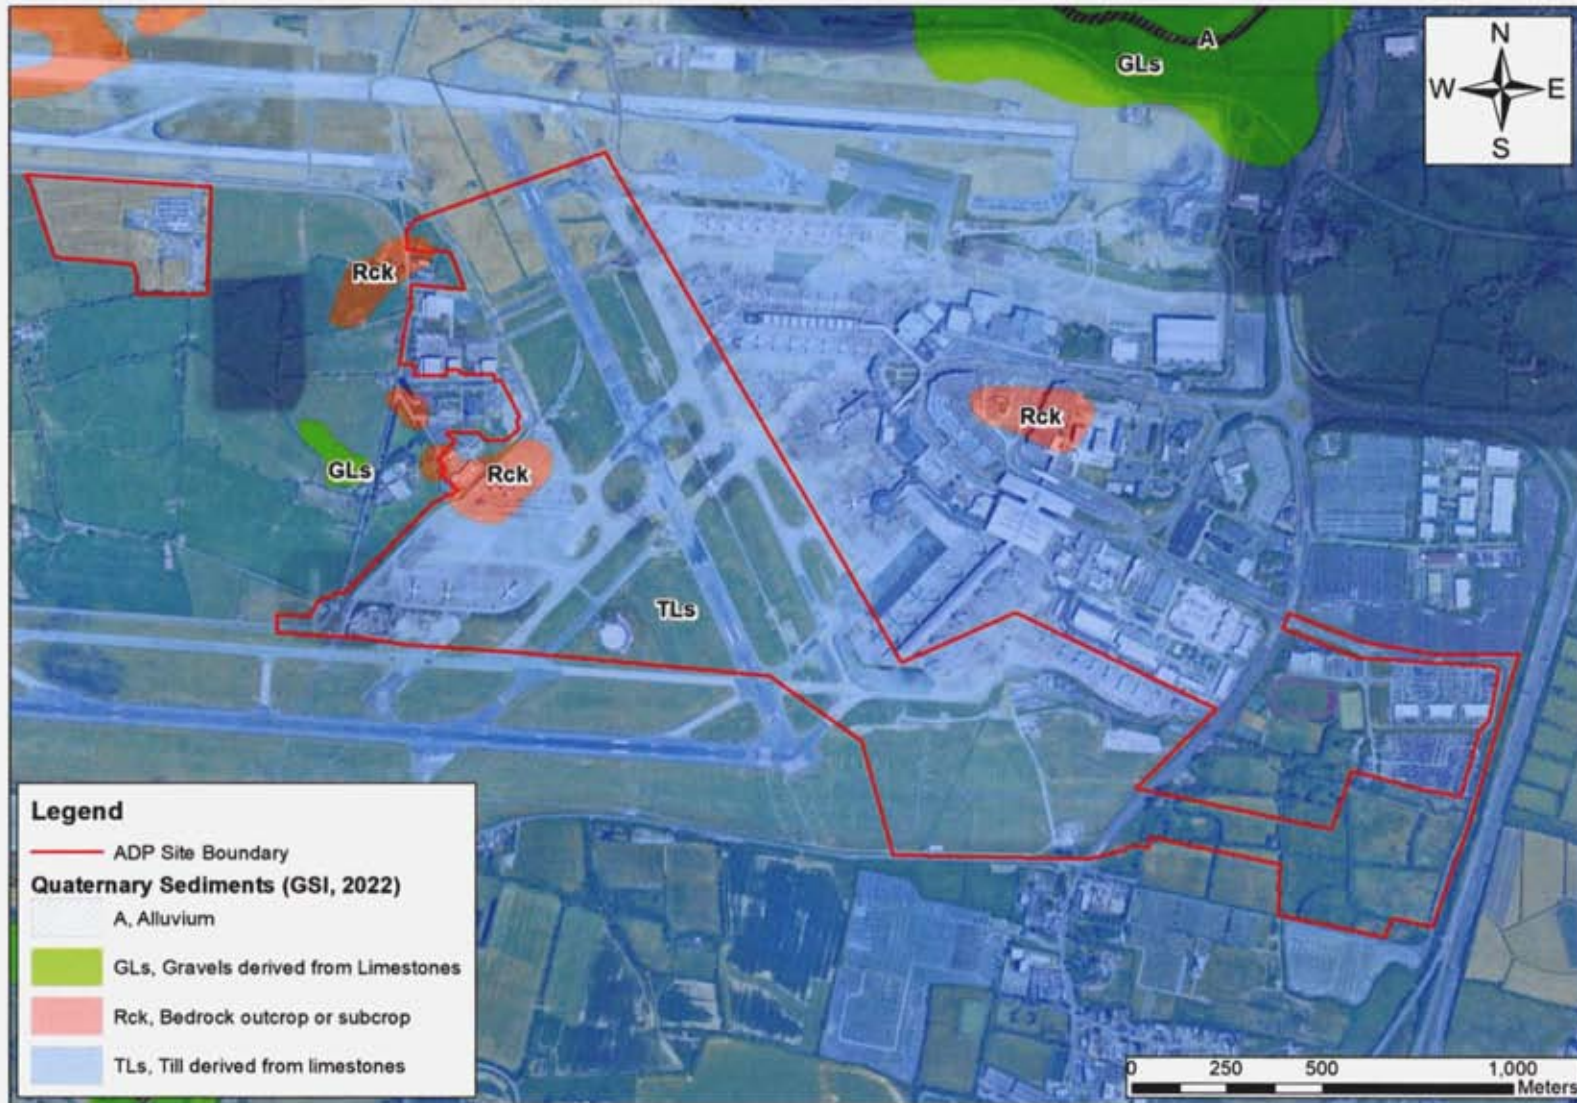 A
GLs
N
W E
S
Rck
Rck
GLs
Rck
TLs
Legend
ADP Site Boundary
Quaternary Sediments (GSI, 2022)
A, Alluvium
GLs, Gravels derived from Limestones
Rck, Bedrock outcrop or subcrop
TLs, Till derived from limestones
0 250 500 1,000
Meters